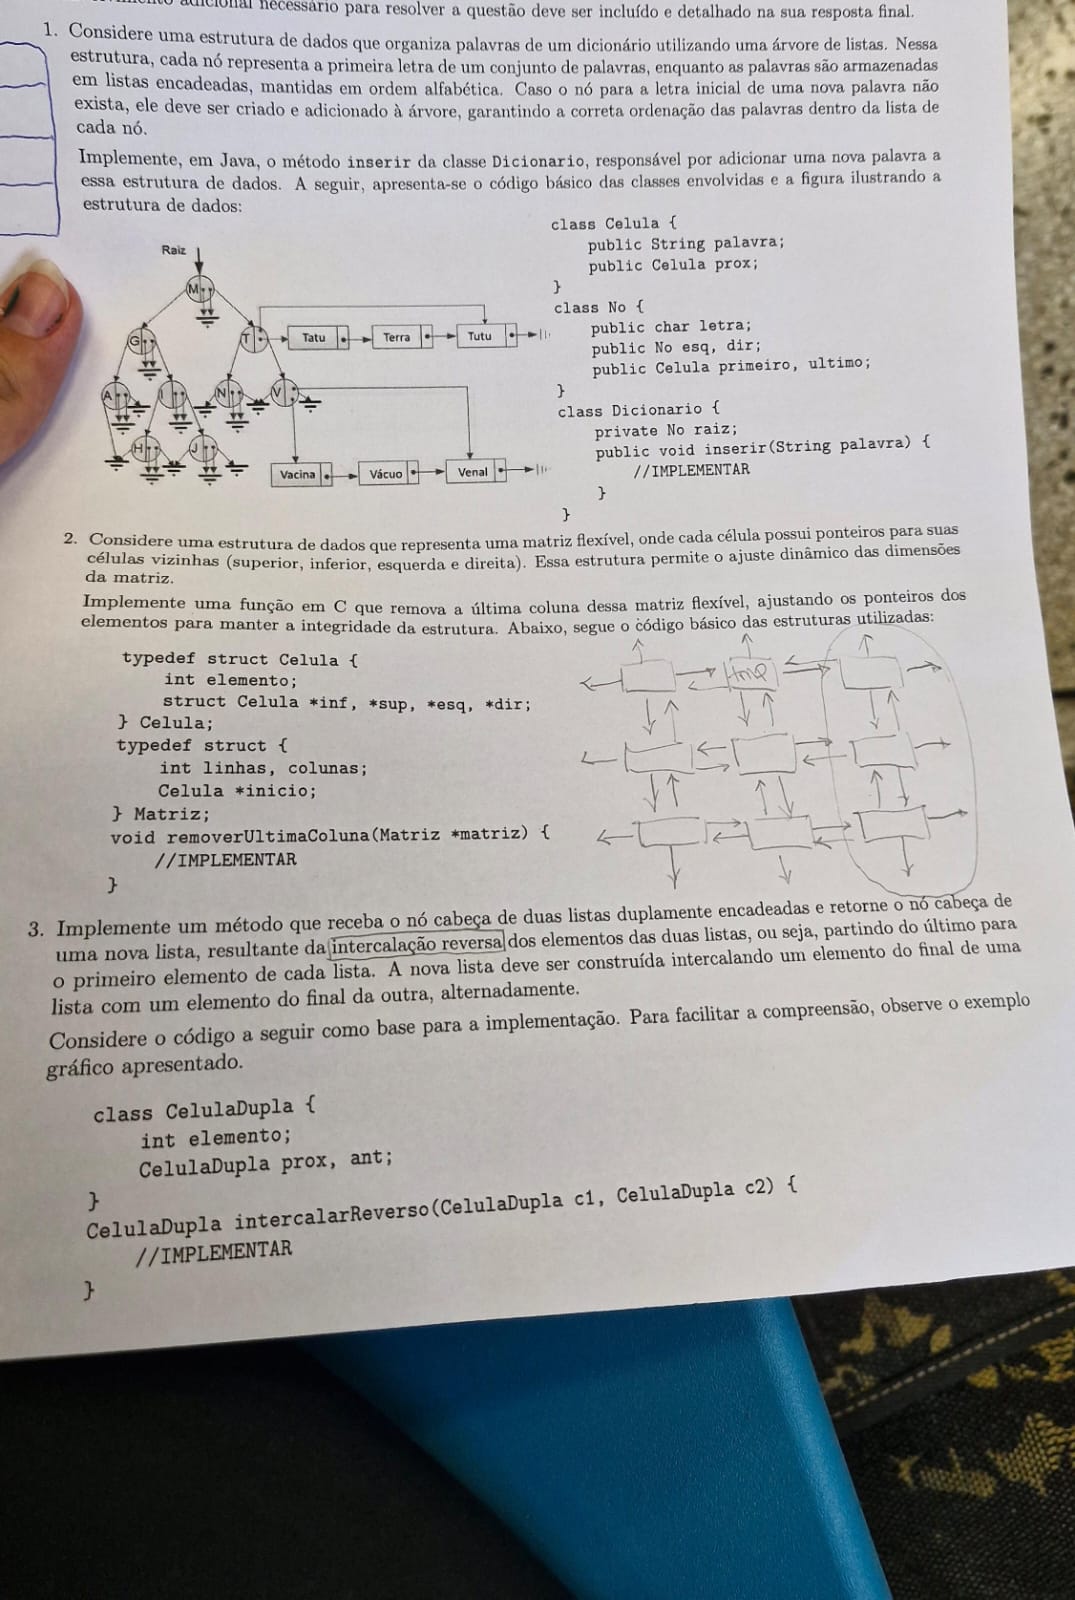 adicional necessário para resolver a questão deve ser incluído e detalhado na sua resposta final.
1. Considere uma estrutura de dados que organiza palavras de um dicionário utilizando uma árvore de listas. Nessa
estrutura, cada nó representa a primeira letra de um conjunto de palavras, enquanto as palavras são armazenadas
em listas encadeadas, mantidas em ordem alfabética. Caso o nó para a letra inicial de uma nova palavra não
exista, ele deve ser criado e adicionado à árvore, garantindo a correta ordenação das palavras dentro da lista de
cada nó.
Implemente, em Java, o método inserir da classe Dicionario, responsável por adicionar uma nova palavra a
essa estrutura de dados. A seguir, apresenta-se o código básico das classes envolvidas e a figura ilustrando a
estrutura de dados:
Raiz
M
G
T
Tatu
Terra
Tutu
A
I
N
V
H
J
Vacina
Vácuo
Venal
class Celula {
public String palavra;
public Celula prox;
}
class No {
public char letra;
public No esq, dir;
public Celula primeiro, ultimo;
}
class Dicionario {
private No raiz;
public void inserir(String palavra) {
//IMPLEMENTAR
}
}
2. Considere uma estrutura de dados que representa uma matriz flexível, onde cada célula possui ponteiros para suas
células vizinhas (superior, inferior, esquerda e direita). Essa estrutura permite o ajuste dinâmico das dimensões
da matriz.
Implemente uma função em C que remova a última coluna dessa matriz flexível, ajustando os ponteiros dos
elementos para manter a integridade da estrutura. Abaixo, segue o código básico das estruturas utilizadas:
typedef struct Celula {
int elemento;
struct Celula *inf, *sup, *esq, *dir;
} Celula;
typedef struct {
int linhas, colunas;
Celula *inicio;
} Matriz;
void removerUltimaColuna(Matriz *matriz) {
//IMPLEMENTAR
}
tmp
3. Implemente um método que receba o nó cabeça de duas listas duplamente encadeadas e retorne o nó cabeça de
uma nova lista, resultante da intercalação reversa dos elementos das duas listas, ou seja, partindo do último para
o primeiro elemento de cada lista. A nova lista deve ser construída intercalando um elemento do final de uma
lista com um elemento do final da outra, alternadamente.
Considere o código a seguir como base para a implementação. Para facilitar a compreensão, observe o exemplo
gráfico apresentado.
class CelulaDupla {
int elemento;
CelulaDupla prox, ant;
}
CelulaDupla intercalarReverso(CelulaDupla c1, CelulaDupla c2) {
//IMPLEMENTAR
}